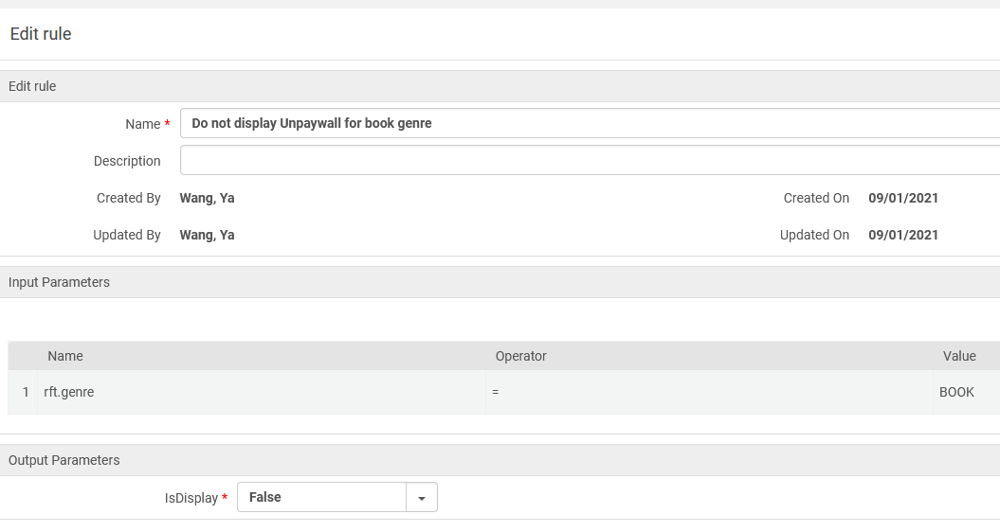 Edit rule
Edit rule
Name * Do not display Unpaywall for book genre
Description
Created By Wang, Ya Created On 09/01/2021
Updated By Wang, Ya Updated On 09/01/2021
Input Parameters
Name Operator Value
1 rft.genre = BOOK
Output Parameters
IsDisplay * False